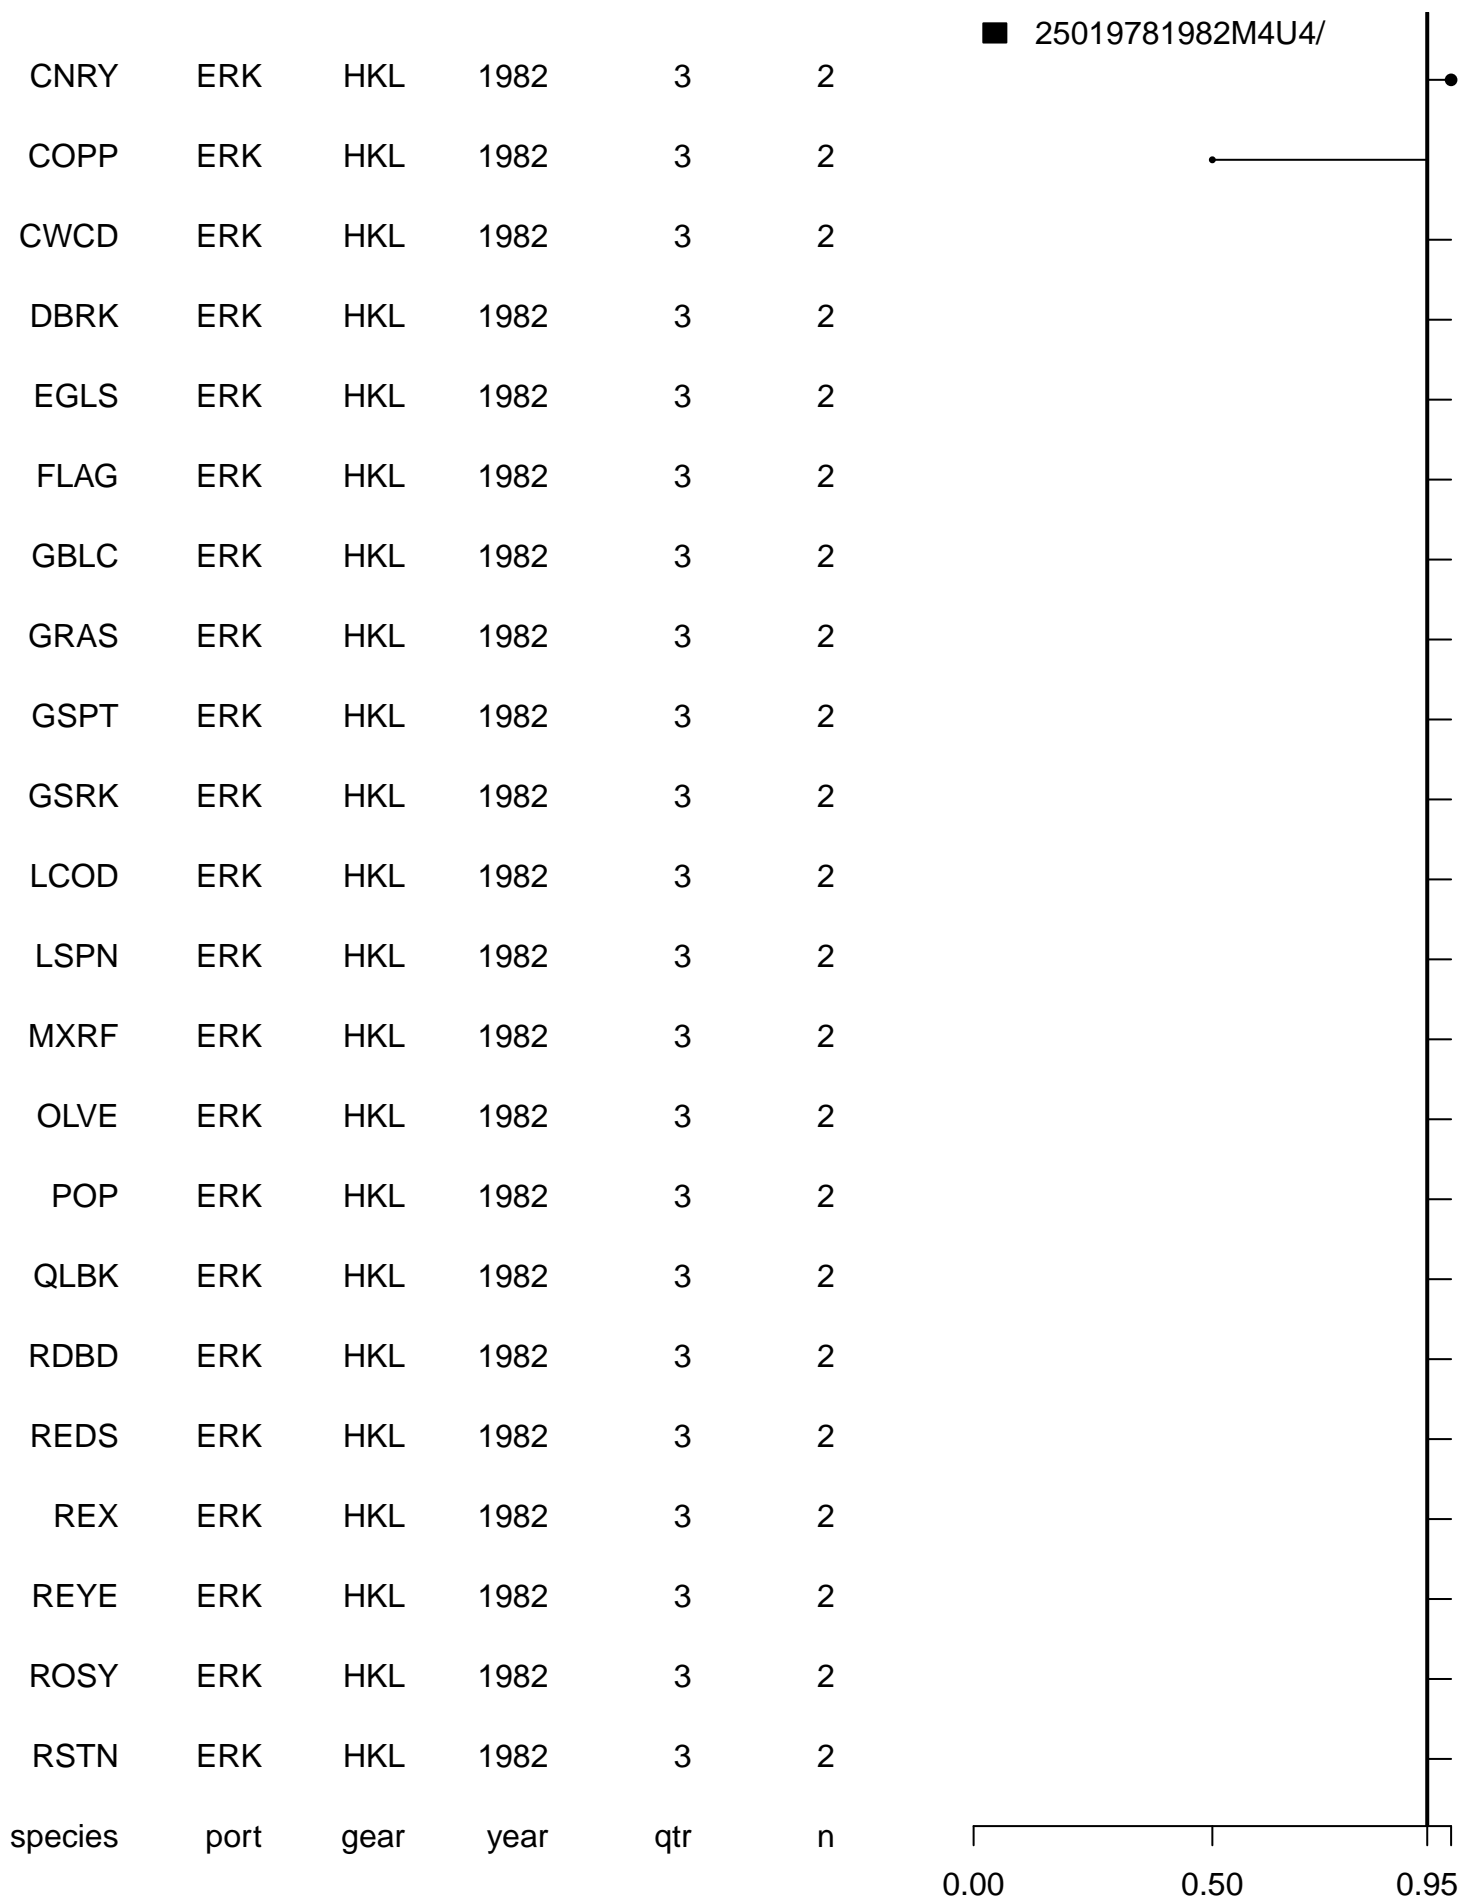 25019781982M4U4/
CNRY ERK HKL 1982 3 2
COPP ERK HKL 1982 3 2
CWCD ERK HKL 1982 3 2
DBRK ERK HKL 1982 3 2
EGLS ERK HKL 1982 3 2
FLAG ERK HKL 1982 3 2
GBLC ERK HKL 1982 3 2
GRAS ERK HKL 1982 3 2
GSPT ERK HKL 1982 3 2
GSRK ERK HKL 1982 3 2
LCOD ERK HKL 1982 3 2
LSPN ERK HKL 1982 3 2
MXRF ERK HKL 1982 3 2
OLVE ERK HKL 1982 3 2
POP ERK HKL 1982 3 2
QLBK ERK HKL 1982 3 2
RDBD ERK HKL 1982 3 2
REDS ERK HKL 1982 3 2
REX ERK HKL 1982 3 2
REYE ERK HKL 1982 3 2
ROSY ERK HKL 1982 3 2
RSTN ERK HKL 1982 3 2
species port gear year qtr n
0.00 0.50 0.95